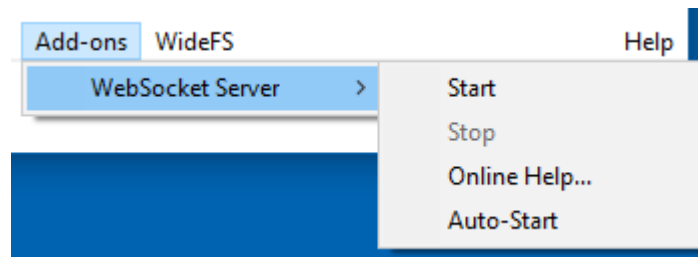 Add-ons WideFS Help
WebSocket Server > Start
Stop
Online Help...
Auto-Start